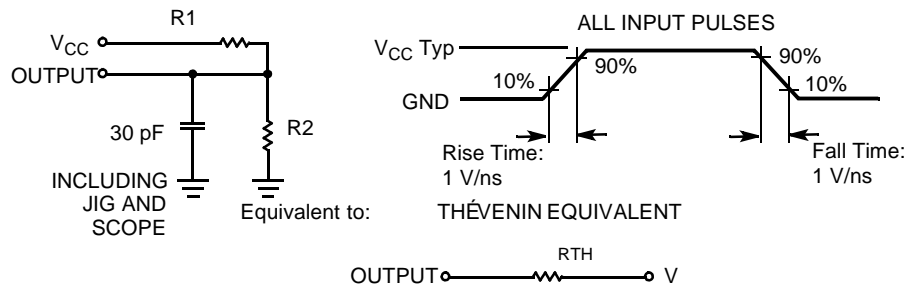 R1
VCC
OUTPUT
30 pF
R2
INCLUDING
JIG AND
SCOPE
ALL INPUT PULSES
VCC Typ
GND
10%
90%
90%
10%
Rise Time:
1 V/ns
Fall Time:
1 V/ns
Equivalent to:
THÉVENIN EQUIVALENT
OUTPUT
RTH
V